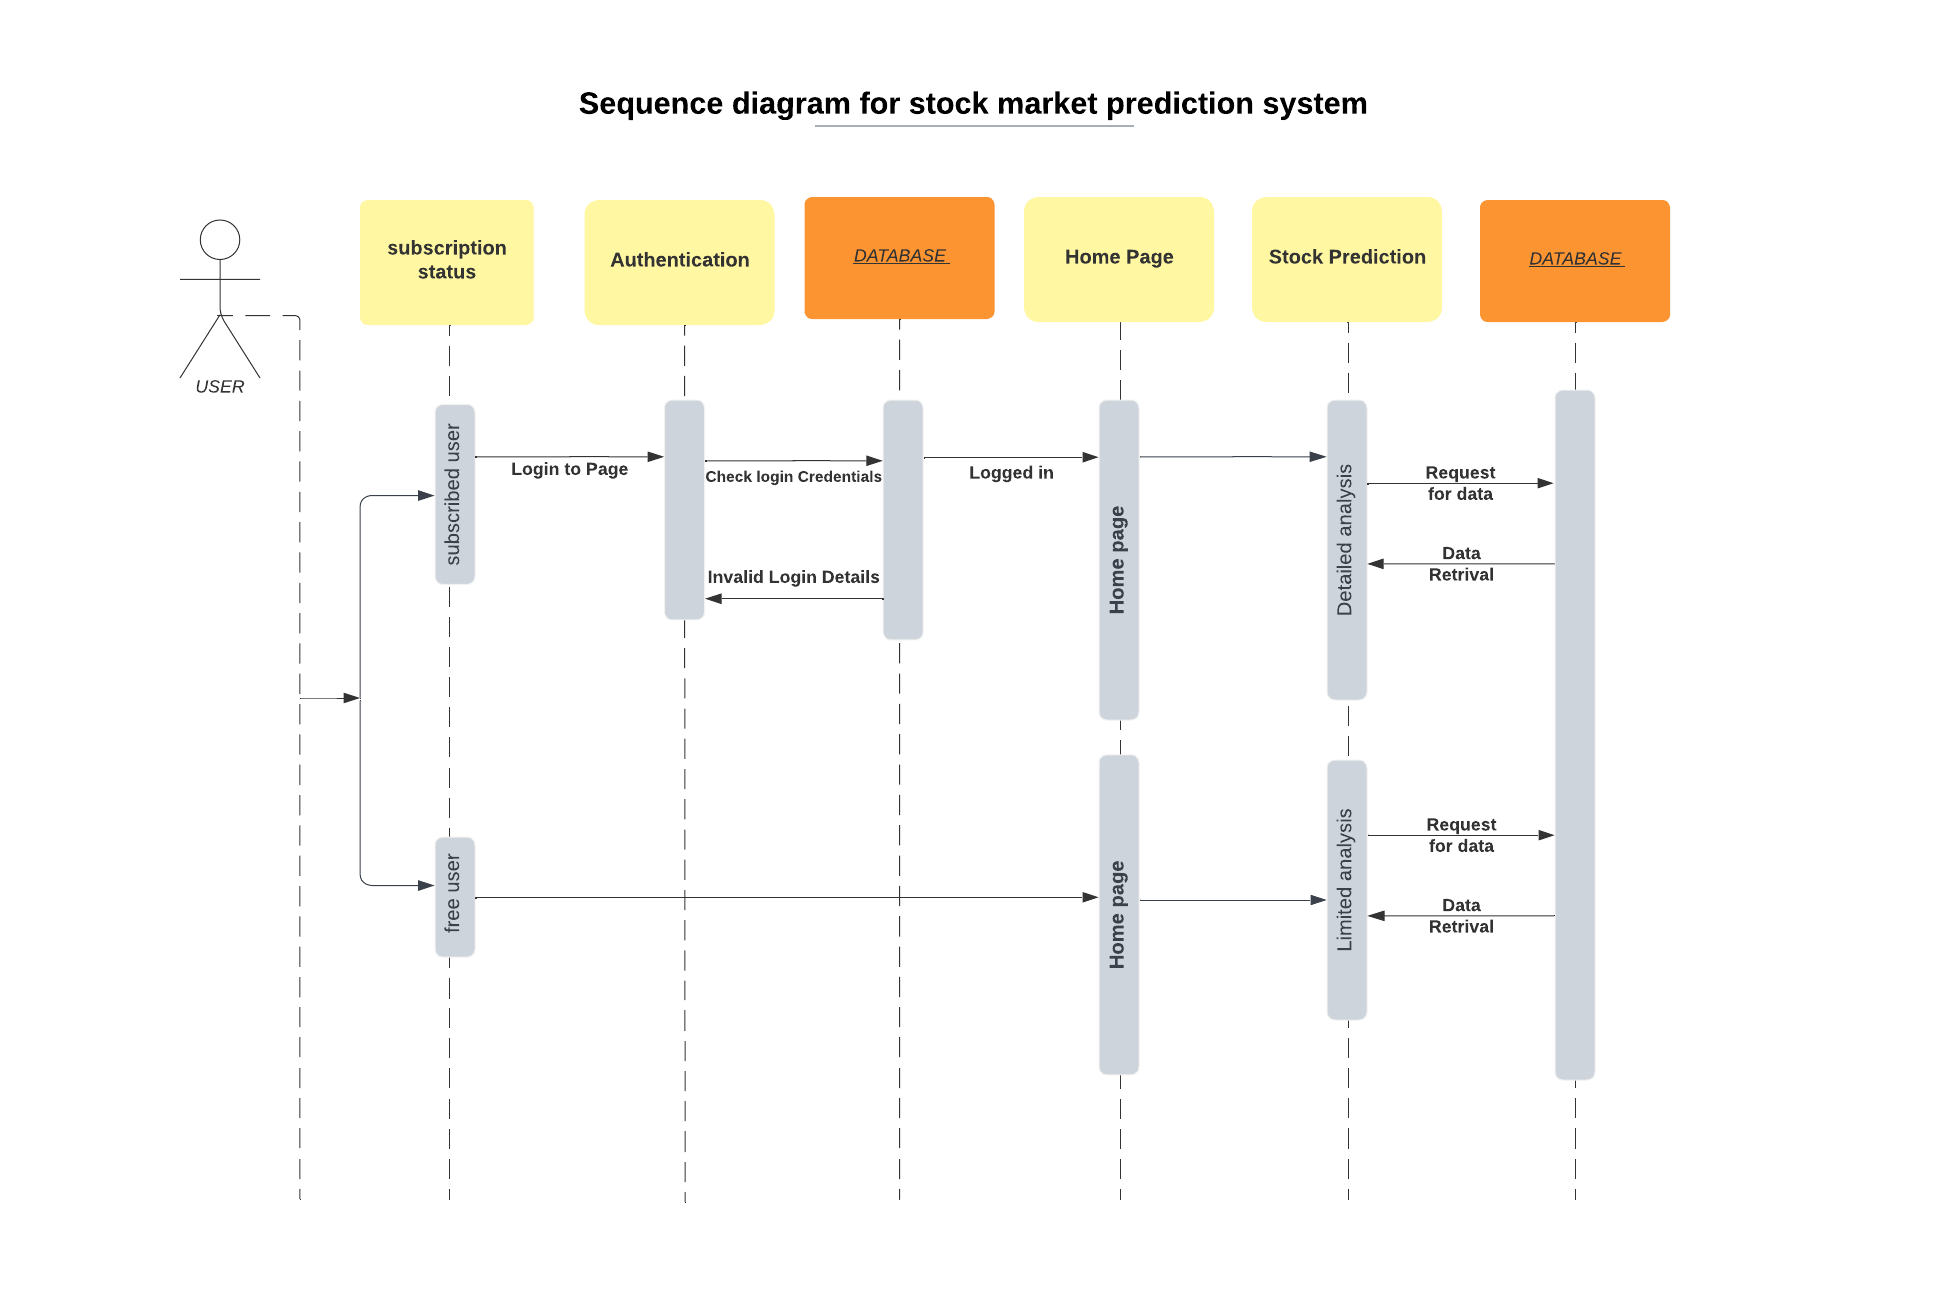 Sequence diagram for stock market prediction system
USER
subscription
status
Authentication
DATABASE
Home Page
Stock Prediction
DATABASE
subscribed user
Login to Page
Check login Credentials
Invalid Login Details
Logged in
Home page
Detailed analysis
Request
for data
Data
Retrival
free user
Home page
Limited analysis
Request
for data
Data
Retrival